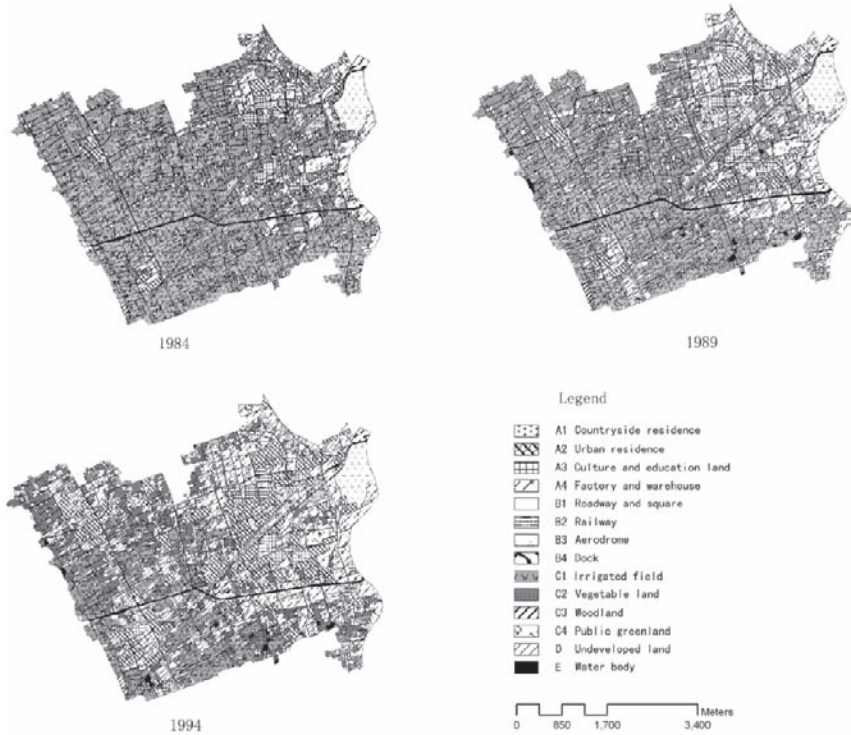 1984
1989
1994
Legend
A1 Countryside residence
A2 Urban residence
A3 Culture and education land
A4 Factory and warehouse
B1 Roadway and square
B2 Railway
B3 Aerodrome
B4 Dock
C1 Irrigated field
C2 Vegetable land
C3 Woodland
C4 Public greenland
D Undeveloped land
E Water body
Meters
0 850 1,700 3,400